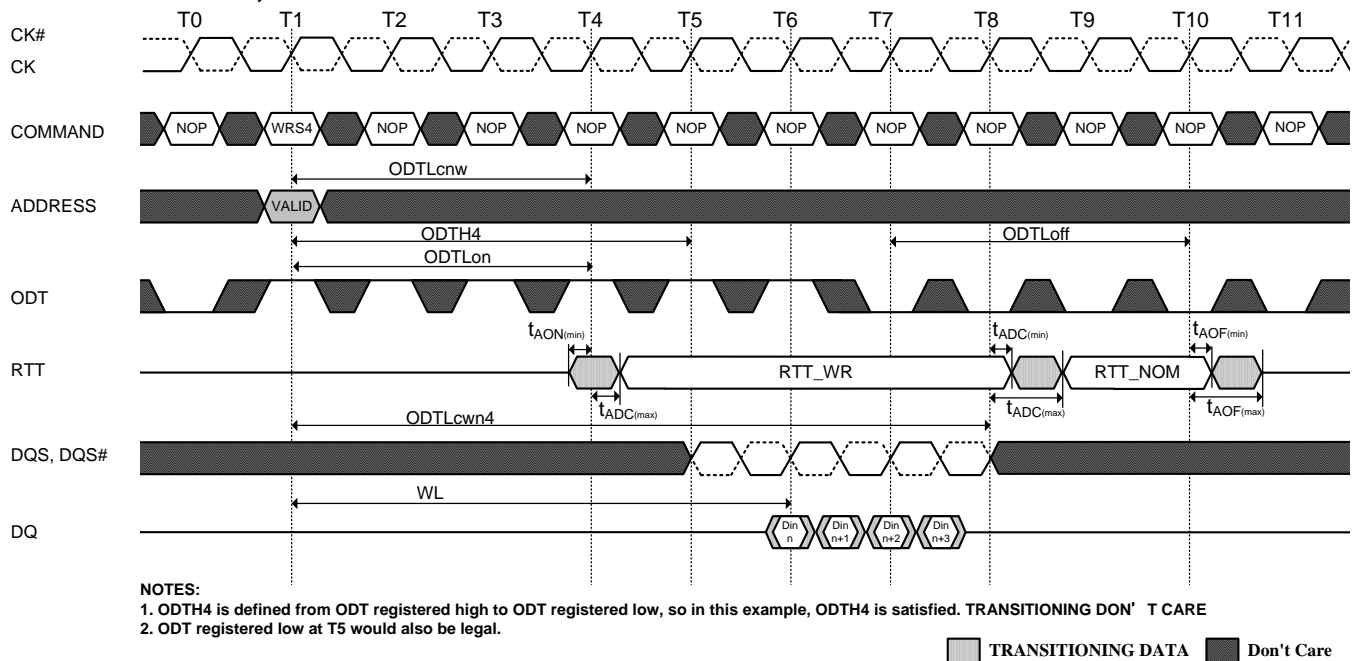 T0 T1 T2 T3 T4 T5 T6 T7 T8 T9 T10 T11
CK#
CK
COMMAND NOP WRS4 NOP NOP NOP NOP NOP NOP NOP NOP NOP NOP
ODTLcnw
ADDRESS VALID
ODTH4 ODTLoff
ODTLon
ODT
tAON(min) tADC(min) tAOF(min)
RTT RTT_WR RTT_NOM
tADC(max) tADC(max) tAOF(max)
ODTLcwn4
DQS, DQS#
WL
DQ Din n Din n+1 Din n+2 Din n+3
NOTES:
1. ODTH4 is defined from ODT registered high to ODT registered low, so in this example, ODTH4 is satisfied. TRANSITIONING DON' T CARE
2. ODT registered low at T5 would also be legal.
TRANSITIONING DATA Don't Care